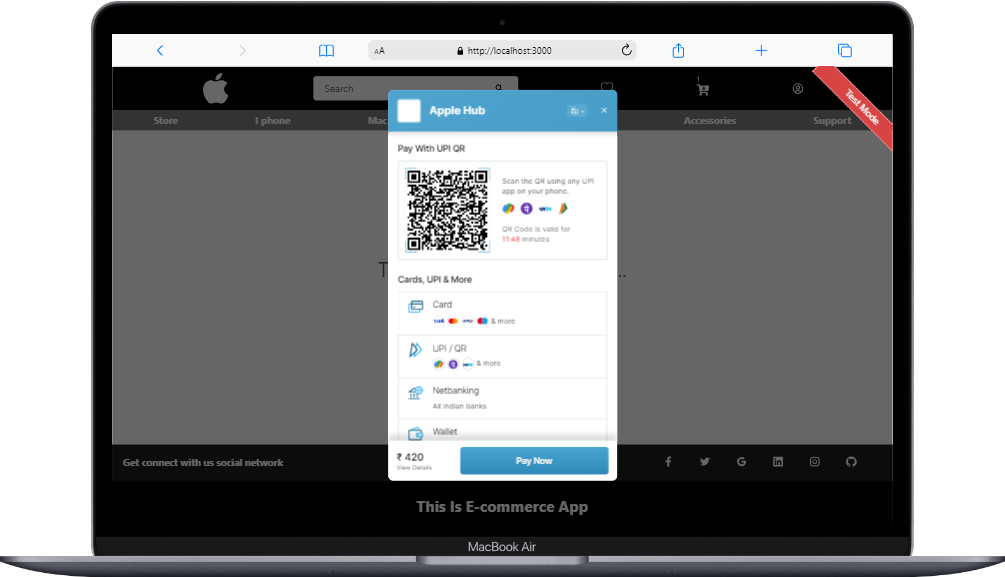 AA
http://localhost:3000
Search
1
Store
I phone
Mac
Accessories
Support
Test Mode
Apple Hub
Pay With UPI QR
Scan the QR using any UPI
app on your phone.
QR Code is valid for
11:48 minutes
T
..
Cards, UPI & More
Card
& more
UPI / QR
& more
Netbanking
All Indian banks
Wallet
₹ 420
View Details
Pay Now
Get connect with us social network
This Is E-commerce App
MacBook Air